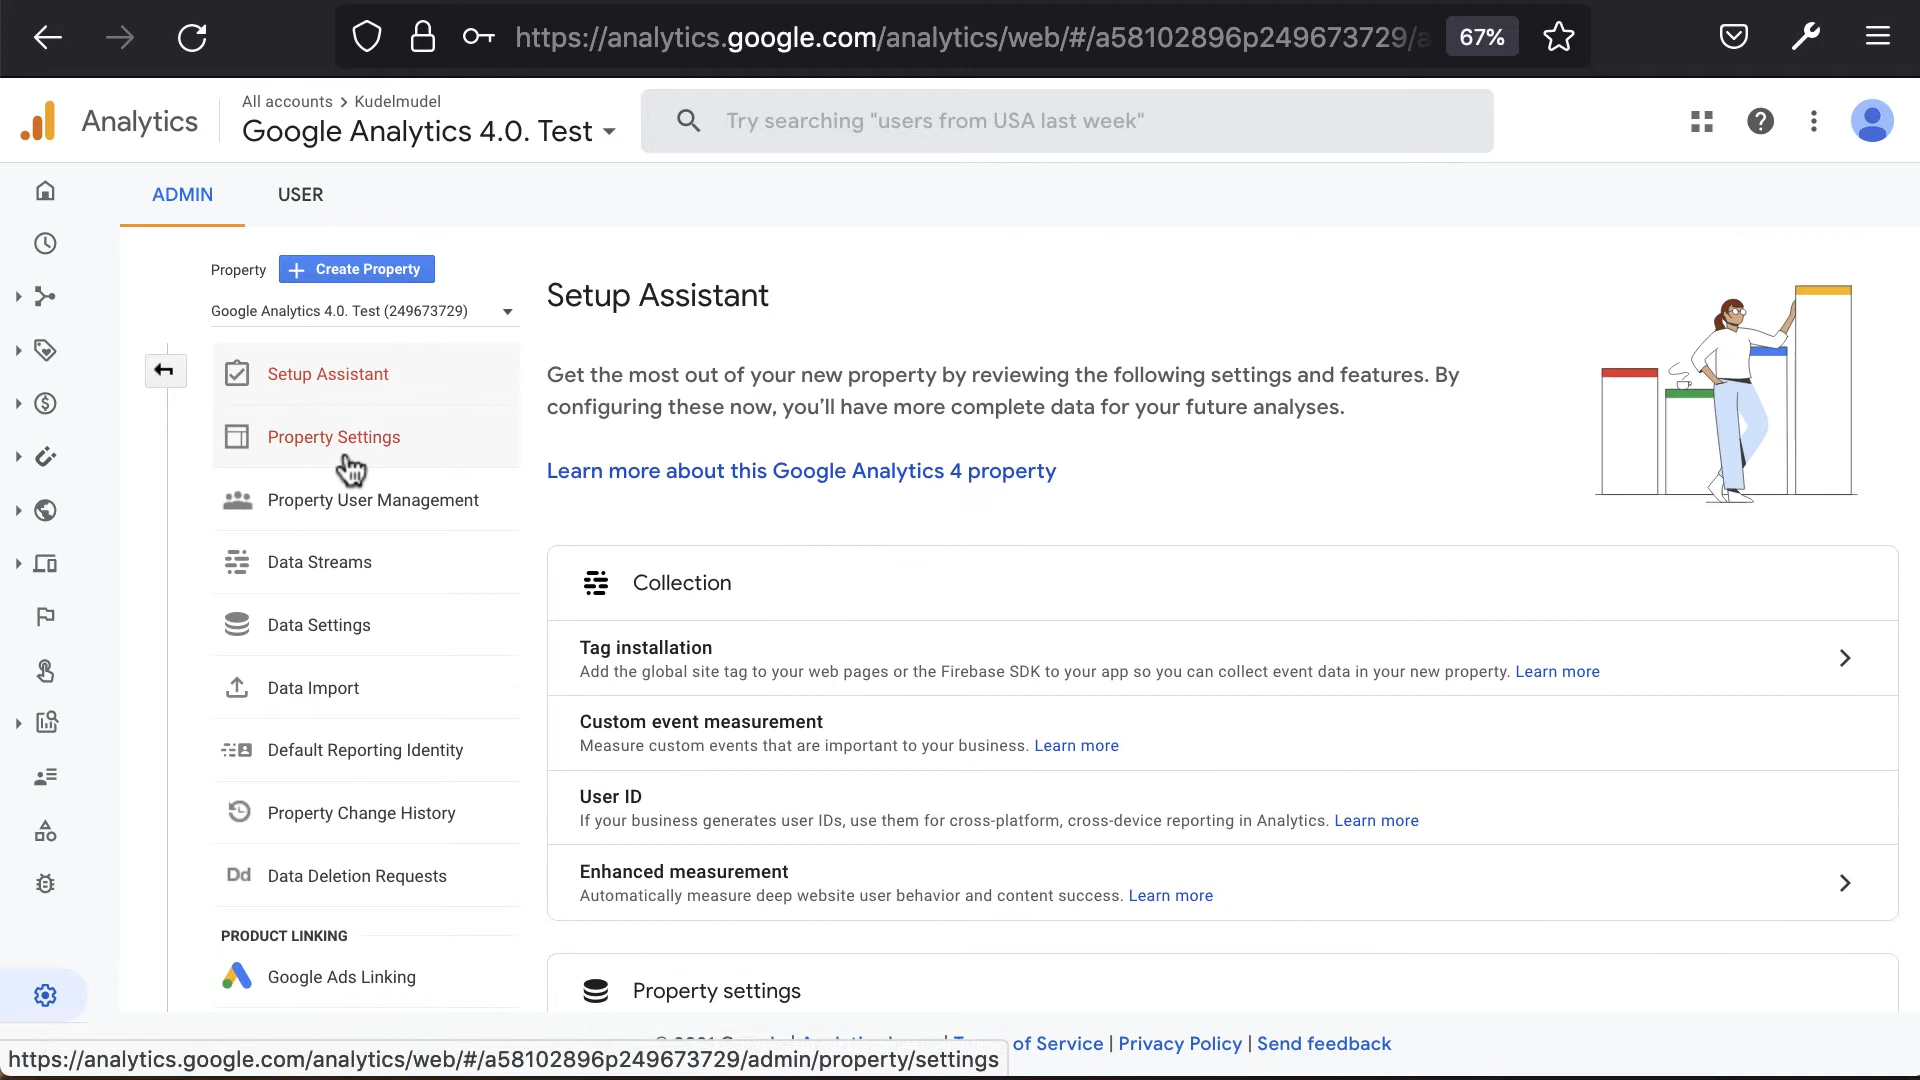 https://analytics.google.com/analytics/web/#/a58102896p249673729/a
67%
Analytics
All accounts > Kudelmudel
Google Analytics 4.0. Test
Try searching "users from USA last week"
ADMIN
USER
Property
Create Property
Google Analytics 4.0. Test (249673729)
Setup Assistant
Property Settings
Property User Management
Data Streams
Data Settings
Data Import
Default Reporting Identity
Property Change History
Dd Data Deletion Requests
PRODUCT LINKING
Google Ads Linking
Setup Assistant
Get the most out of your new property by reviewing the following settings and features. By
configuring these now, you’ll have more complete data for your future analyses.
Learn more about this Google Analytics 4 property
Collection
Tag installation
Add the global site tag to your web pages or the Firebase SDK to your app so you can collect event data in your new property. Learn more
Custom event measurement
Measure custom events that are important to your business. Learn more
User ID
If your business generates user IDs, use them for cross-platform, cross-device reporting in Analytics. Learn more
Enhanced measurement
Automatically measure deep website user behavior and content success. Learn more
Property settings
of Service | Privacy Policy | Send feedback
https://analytics.google.com/analytics/web/#/a58102896p249673729/admin/property/settings